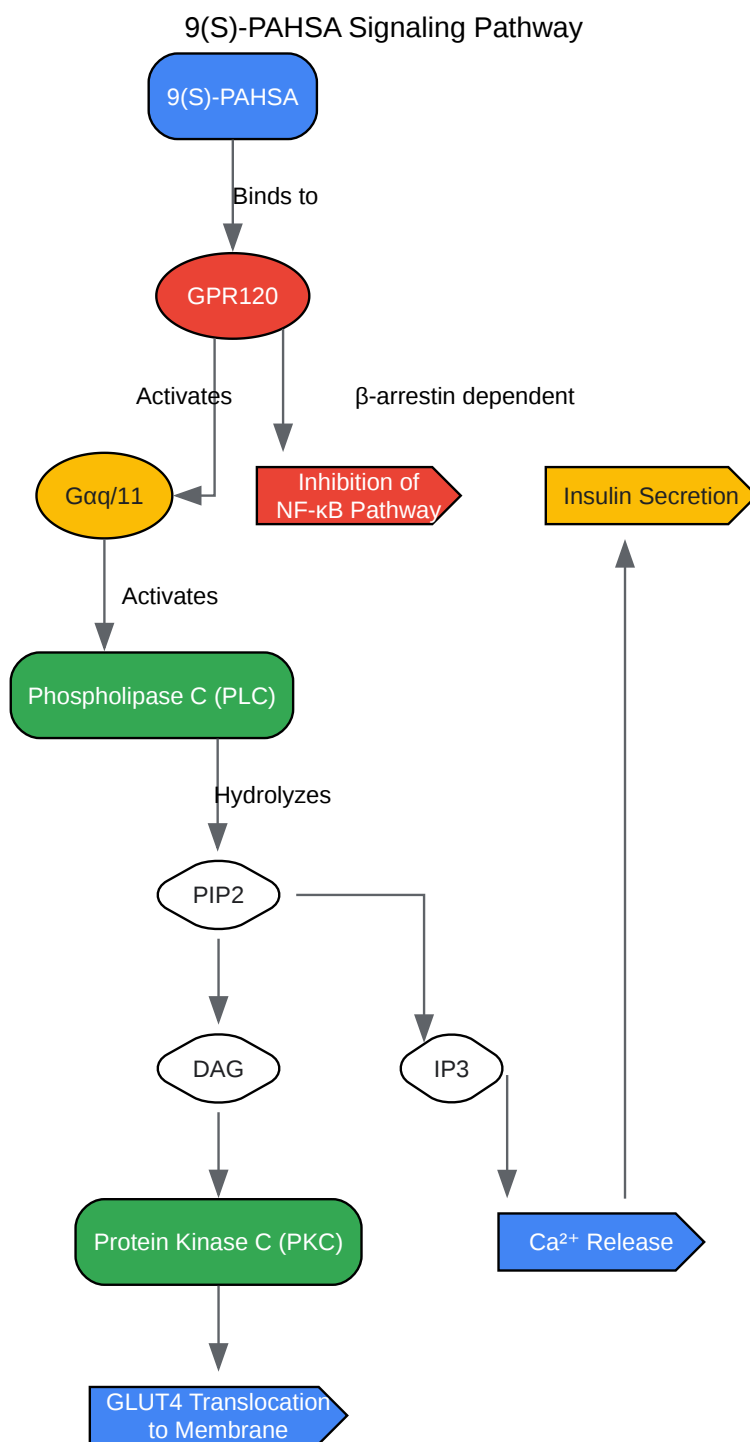 9(S)-PAHSA Signaling Pathway
9(S)-PAHSA
Binds to
GPR120
Activates
β-arrestin dependent
Gαq/11
Inhibition of
NF-κB Pathway
Insulin Secretion
Activates
Phospholipase C (PLC)
Hydrolyzes
PIP2
DAG
IP3
Protein Kinase C (PKC)
Ca²⁺ Release
GLUT4 Translocation
to Membrane